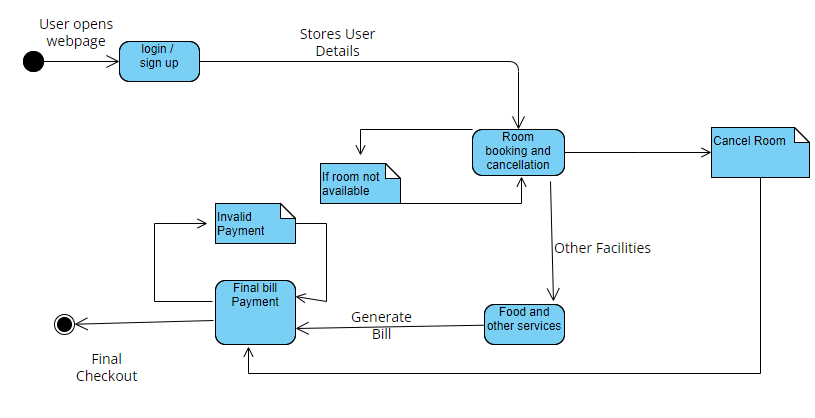 User opens
webpage
login /
sign up
Stores User
Details
Room
booking and
cancellation
Cancel Room
If room not
available
Invalid
Payment
Other Facilities
Final bill
Payment
Generate
Bill
Food and
other services
Final
Checkout